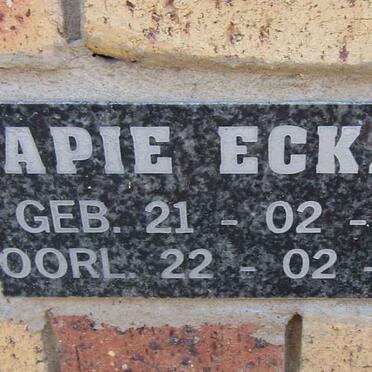 APIE ECK
GEB. 21 - 02 -
OORL. 22 - 02 -